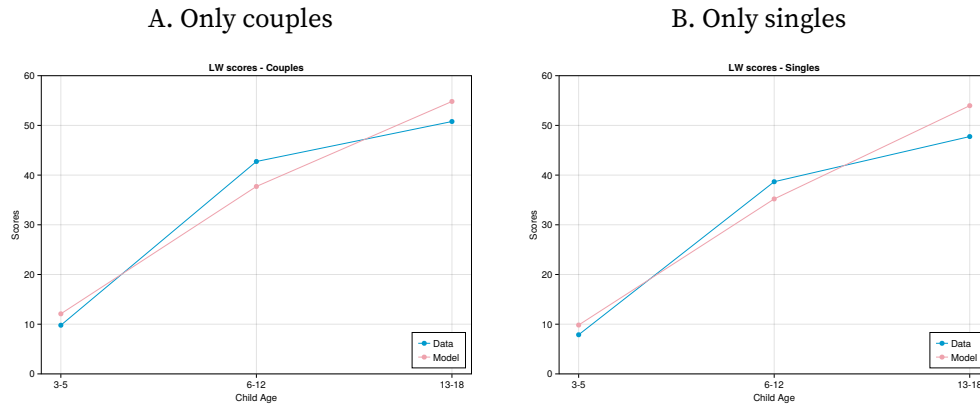 A. Only couples
LW scores - Couples
60
50
40
30
20
10
0
Scores
3-5
6-12
13-18
Child Age
Data
Model
B. Only singles
LW scores - Singles
60
50
40
30
20
10
0
Scores
3-5
6-12
13-18
Child Age
Data
Model